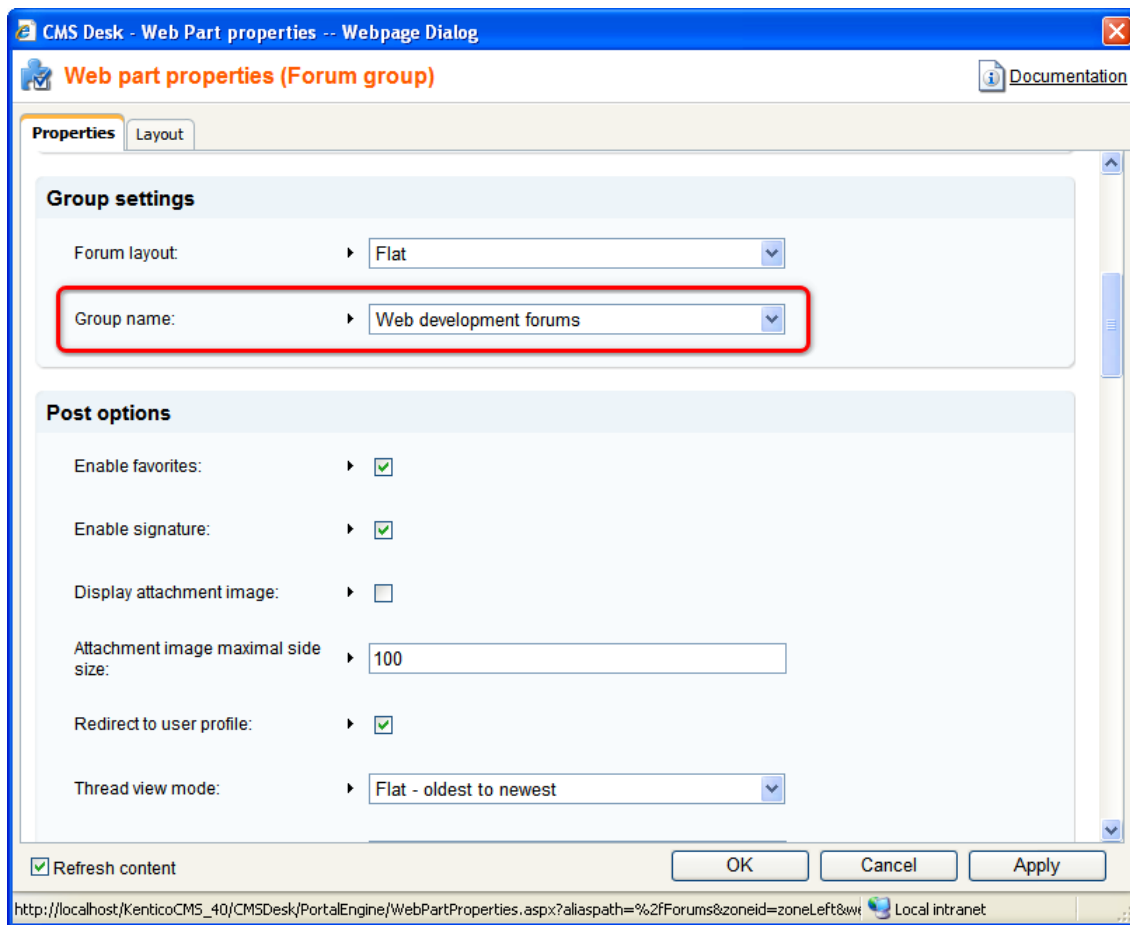 CMS Desk - Web Part properties -- Webpage Dialog
Web part properties (Forum group)
Documentation
Properties
Layout
Group settings
Forum layout:
Flat
Group name:
Web development forums
Post options
Enable favorites:
Enable signature:
Display attachment image:
Attachment image maximal side
size:
100
Redirect to user profile:
Thread view mode:
Flat - oldest to newest
Refresh content
OK
Cancel
Apply
http://localhost/KenticoCMS_40/CMSDesk/PortalEngine/WebPartProperties.aspx?aliaspath=%2fForums&zoneid=zoneLeft&we
Local intranet